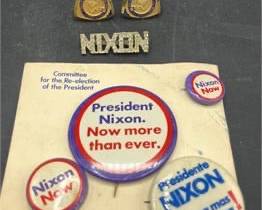 NIXON
Committee
for the Re-election
of the President
Nixon
Now
President
Nixon.
Now more
than ever.
Nixon
Now
Presidente
NIXON
mas!